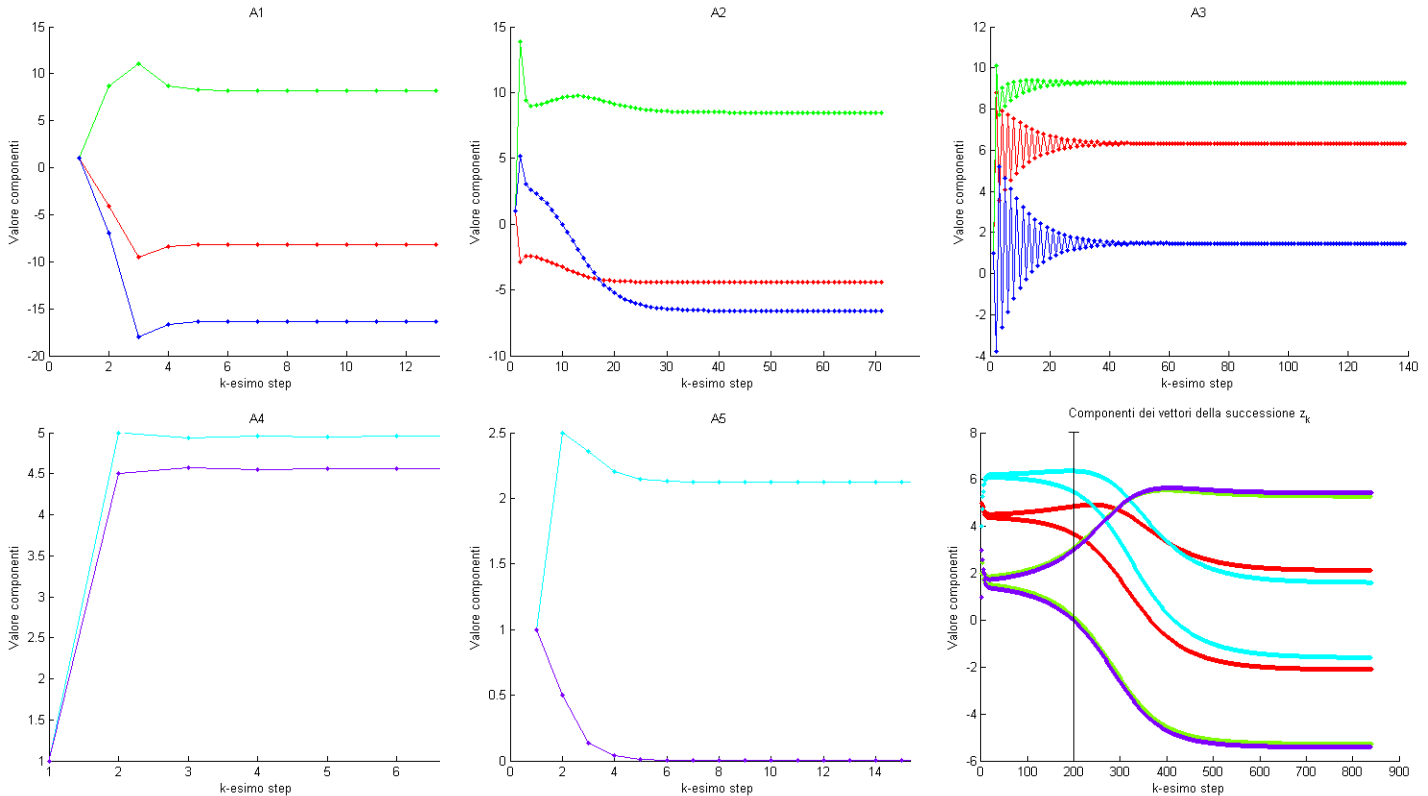 A1
15
10
5
0
-5
-10
-15
-20
Valore componenti
0 2 4 6 8 10 12
k-esimo step
A2
15
10
5
0
-5
-10
Valore componenti
0 10 20 30 40 50 60 70
k-esimo step
A3
12
10
8
6
4
2
0
-2
-4
Valore componenti
0 20 40 60 80 100 120 140
k-esimo step
A4
5
4.5
4
3.5
3
2.5
2
1.5
1
Valore componenti
1 2 3 4 5 6
k-esimo step
A5
2.5
2
1.5
1
0.5
0
Valore componenti
0 2 4 6 8 10 12 14
k-esimo step
Componenti dei vettori della successione z_k
8
6
4
2
0
-2
-4
-6
Valore componenti
0 100 200 300 400 500 600 700 800 900
k-esimo step